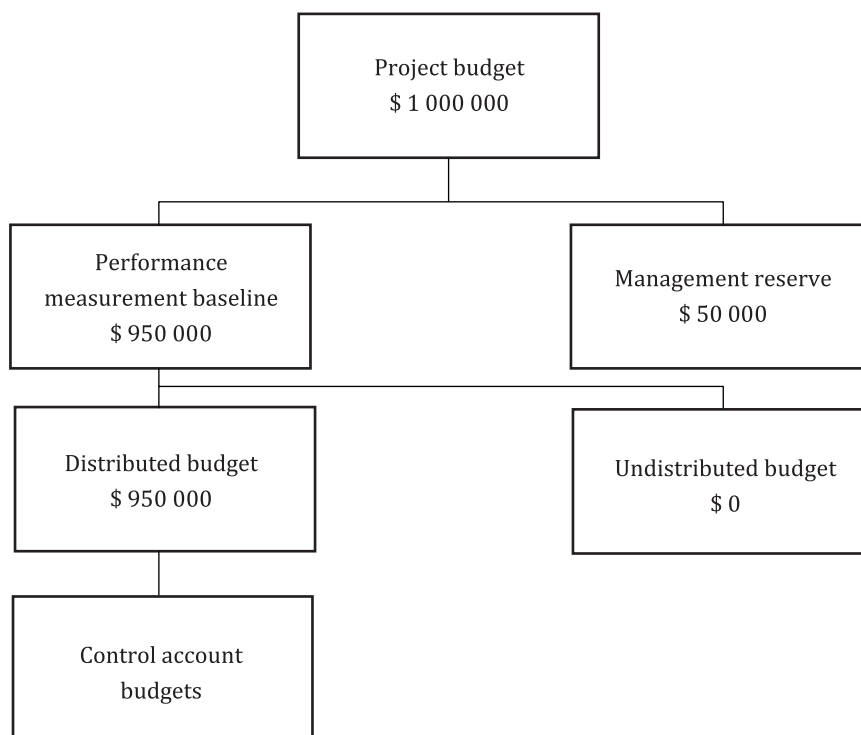 Project budget
$ 1 000 000
Performance
measurement baseline
$ 950 000
Management reserve
$ 50 000
Distributed budget
$ 950 000
Undistributed budget
$ 0
Control account
budgets